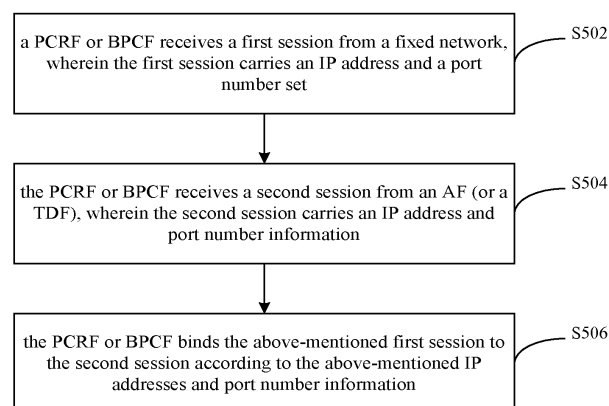 a PCRF or BPCF receives a first session from a fixed network,
wherein the first session carries an IP address and a port
number set
S502
the PCRF or BPCF receives a second session from an AF (or a
TDF), wherein the second session carries an IP address and
port number information
S504
the PCRF or BPCF binds the above-mentioned first session to
the second session according to the above-mentioned IP
addresses and port number information
S506